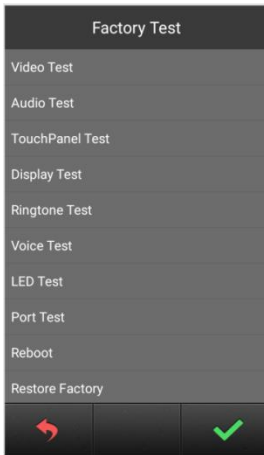 Factory Test
Video Test
Audio Test
TouchPanel Test
Display Test
Ringtone Test
Voice Test
LED Test
Port Test
Reboot
Restore Factory